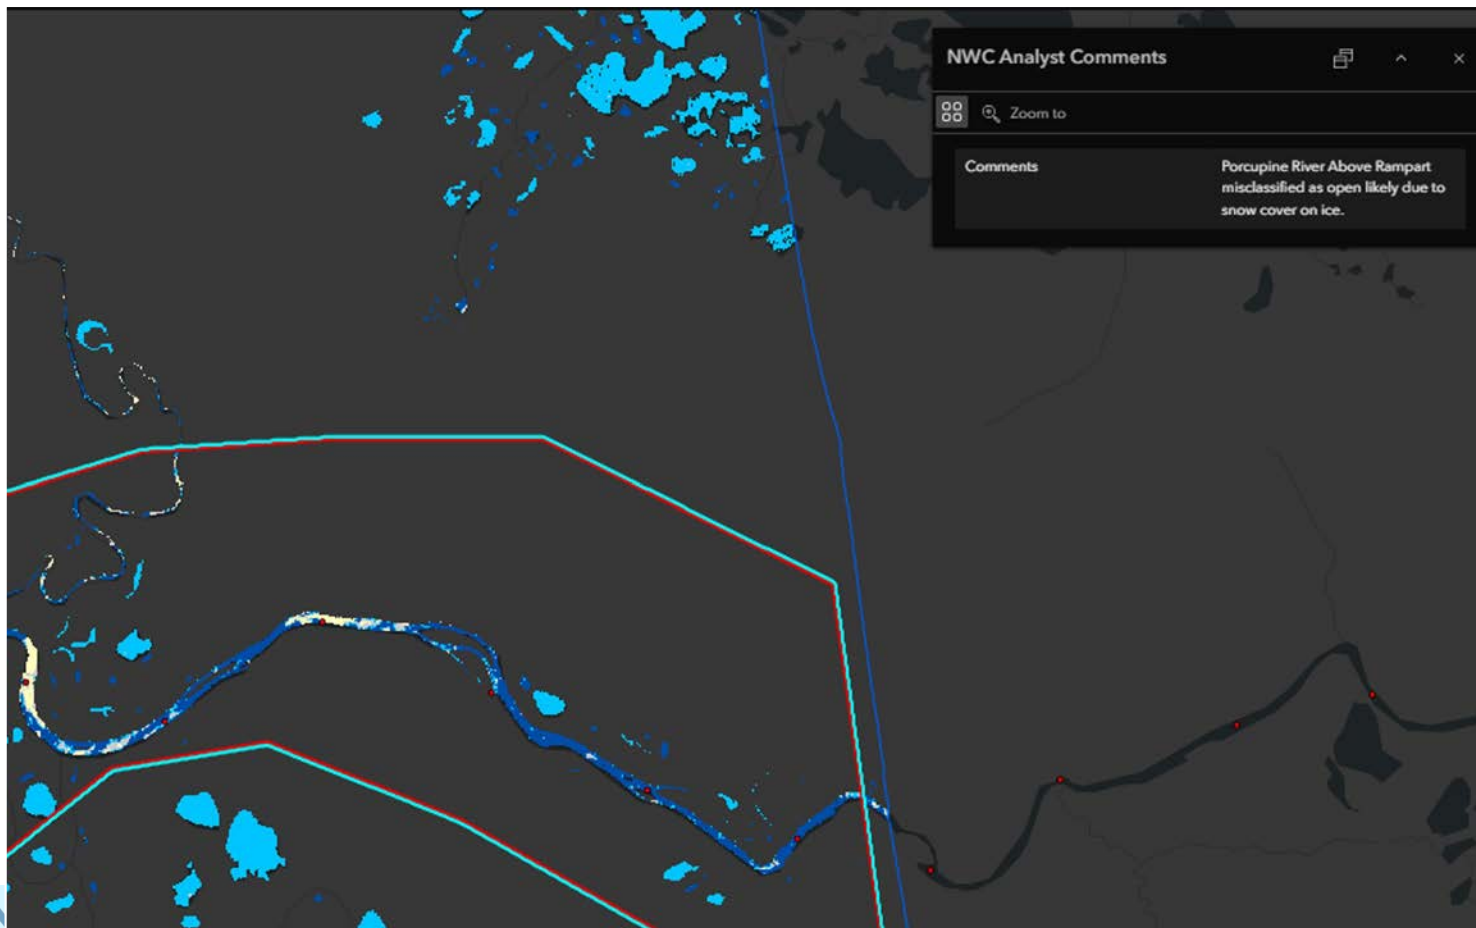 NWC Analyst Comments
Zoom to
Comments
Porcupine River Above Rampart
misclassified as open likely due to
snow cover on ice.